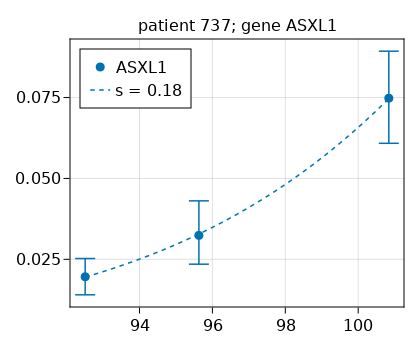 patient 737; gene ASXL1
ASXL1
s = 0.18
0.075
0.050
0.025
94 96 98 100